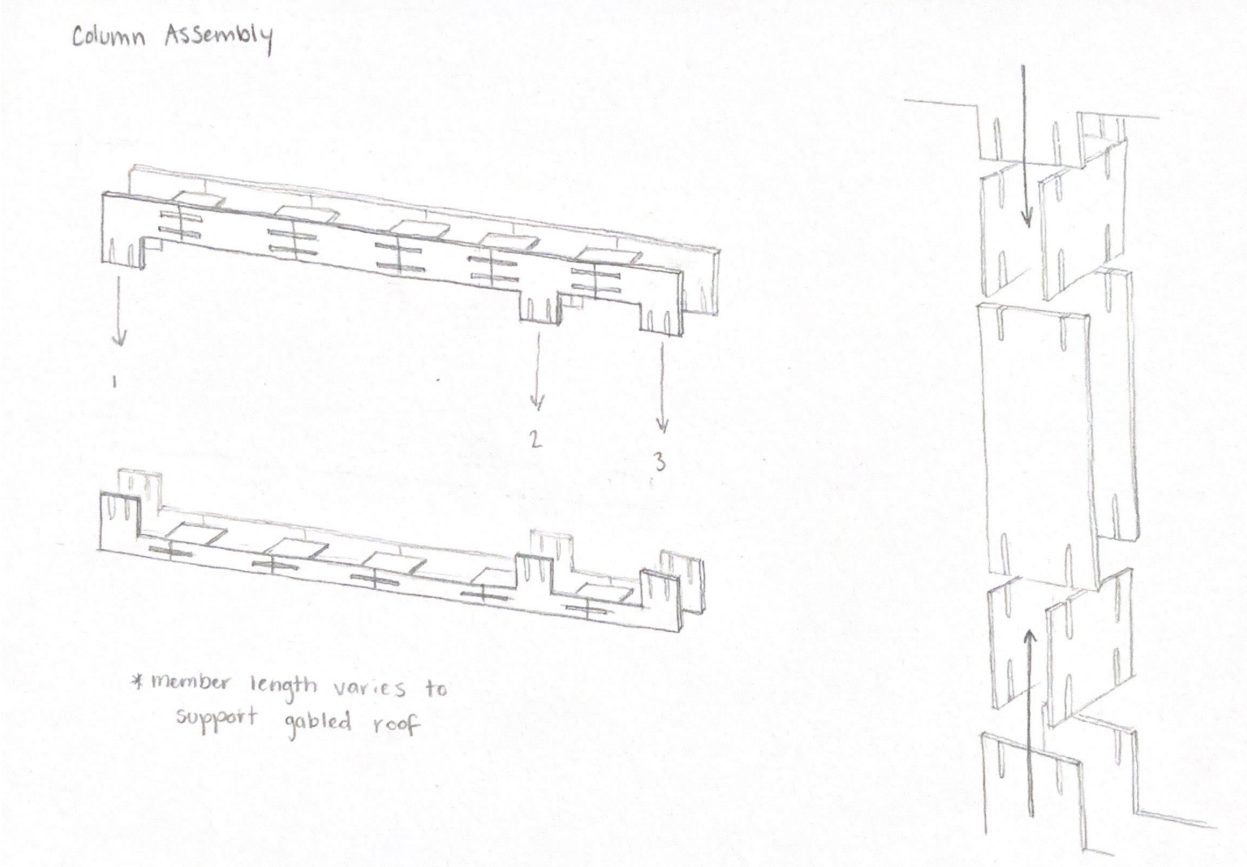 Column Assembly
1
2
3
* member length varies to
support gabled roof